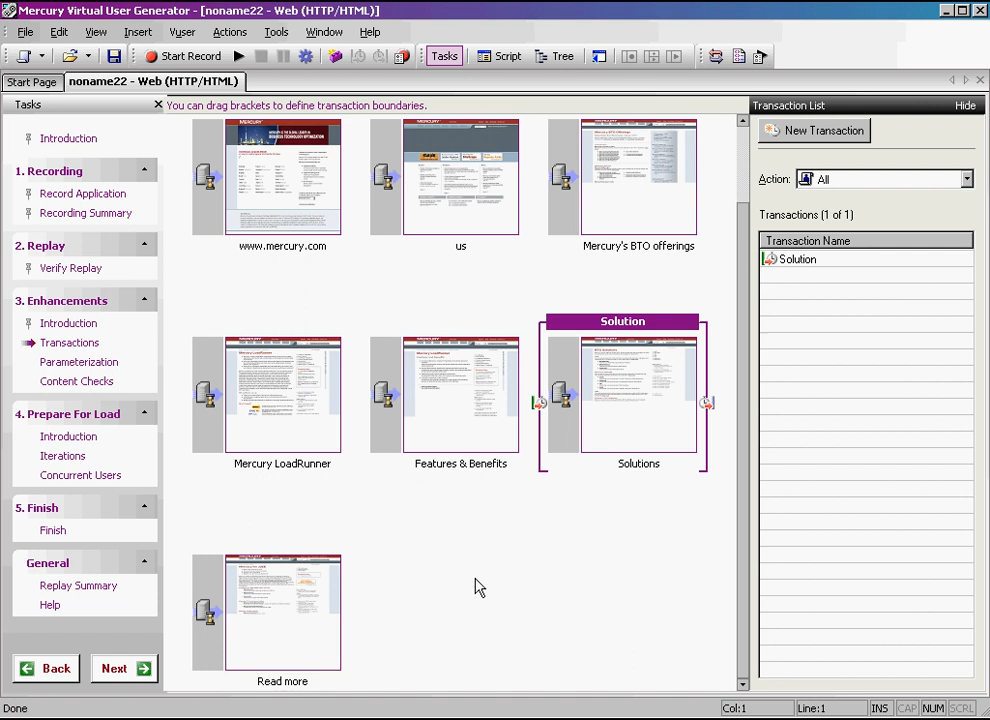 Mercury Virtual User Generator - [noname22 - Web (HTTP/HTML)]
File Edit View Insert Vuser Actions Tools Window Help
Start Record Tasks Script Tree
Start Page noname22 - Web (HTTP/HTML)
Tasks
Introduction
1. Recording
Record Application
Recording Summary
2. Replay
Verify Replay
3. Enhancements
Introduction
Transactions
Parameterization
Content Checks
4. Prepare For Load
Introduction
Iterations
Concurrent Users
5. Finish
Finish
General
Replay Summary
Help
Back Next
You can drag brackets to define transaction boundaries.
MERCURY
www.mercury.com us Mercury's BTO offerings
Solution
Mercury LoadRunner Features & Benefits Solutions
Read more
Transaction List Hide
New Transaction
Action: All
Transactions (1 of 1)
Transaction Name
Solution
Done Col:1 Line:1 INS CAP NUM SCRL